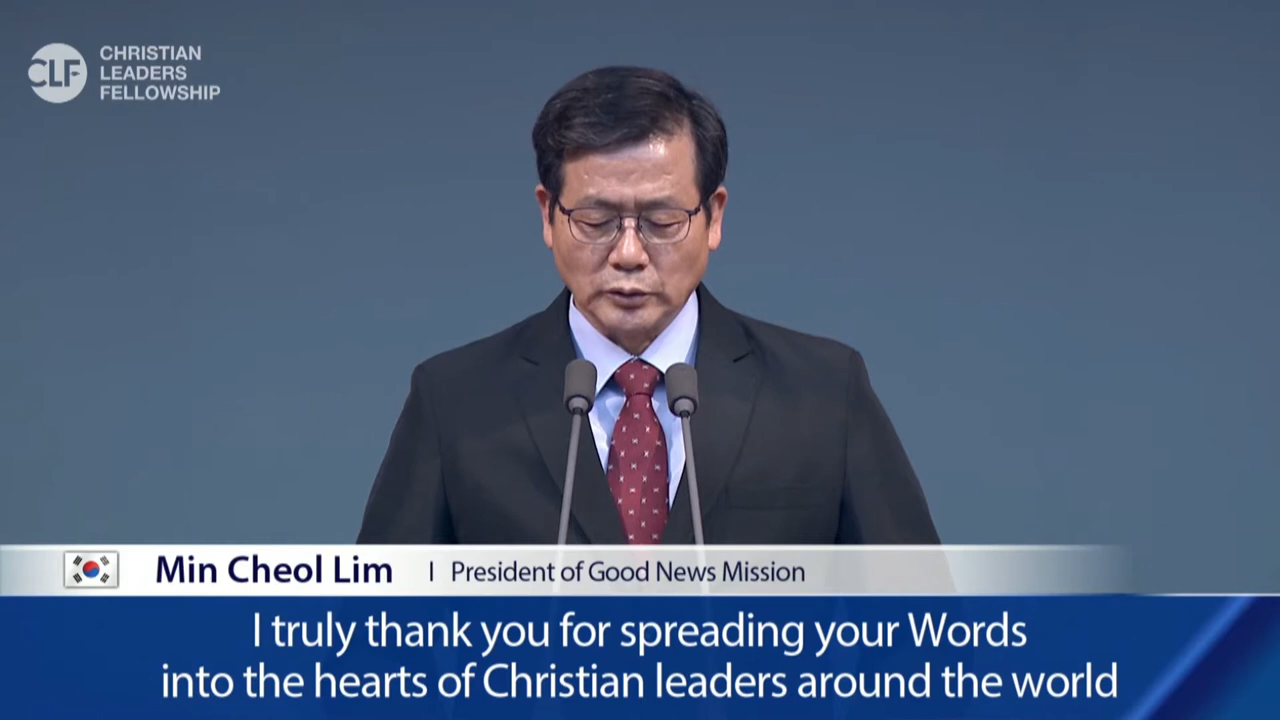 CLF
CHRISTIAN
LEADERS
FELLOWSHIP
Min Cheol Lim | President of Good News Mission
I truly thank you for spreading your Words
into the hearts of Christian leaders around the world